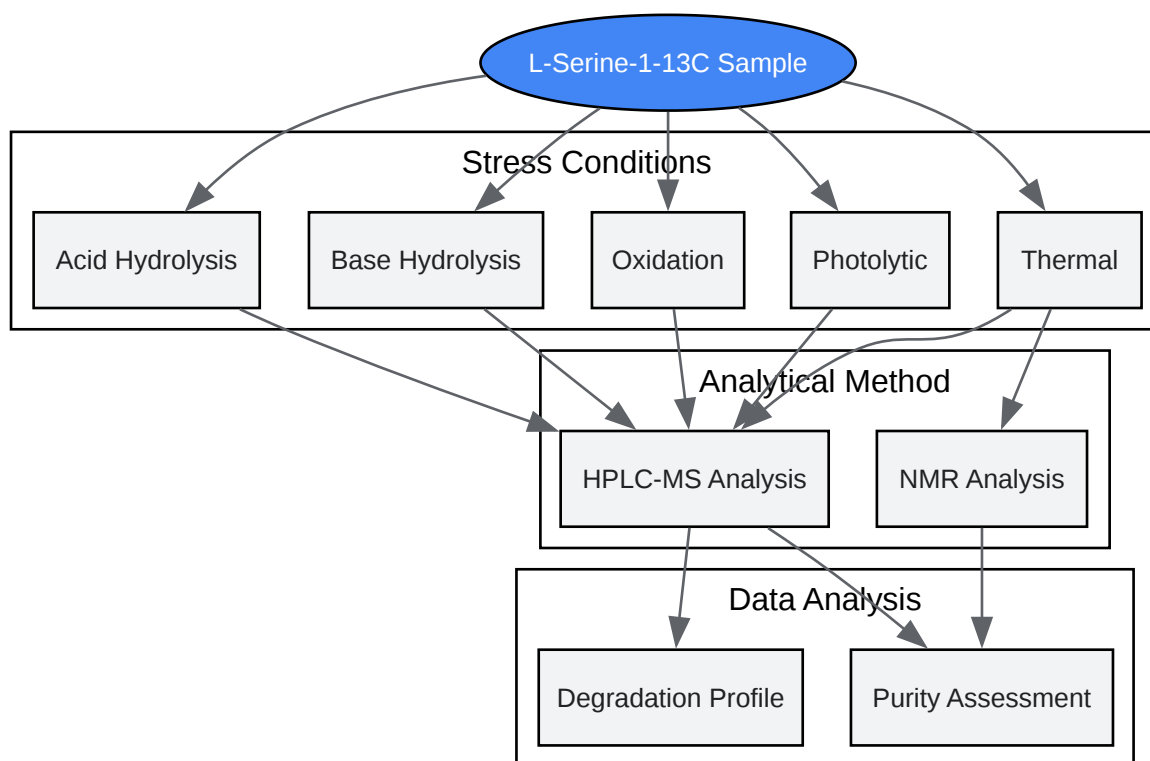 L-Serine-1-13C Sample
Stress Conditions
Acid Hydrolysis
Base Hydrolysis
Oxidation
Photolytic
Thermal
Analytical Method
HPLC-MS Analysis
NMR Analysis
Data Analysis
Degradation Profile
Purity Assessment